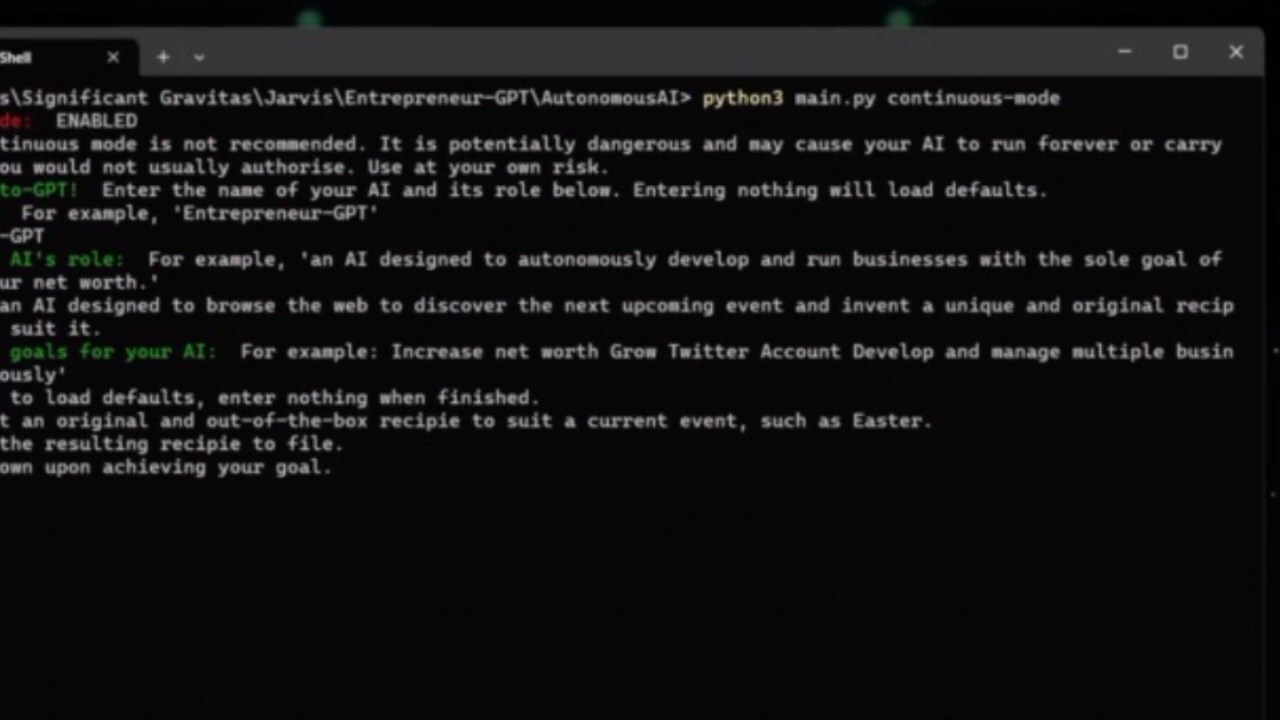 Shell
s\Significant Gravitas\Jarvis\Entrepreneur-GPT\AutonomousAI> python3 main.py continuous-mode
de: ENABLED
tinuous mode is not recommended. It is potentially dangerous and may cause your AI to run forever or carry
ou would not usually authorise. Use at your own risk.
to-GPT! Enter the name of your AI and its role below. Entering nothing will load defaults.
For example, 'Entrepreneur-GPT'
-GPT
AI's role: For example, 'an AI designed to autonomously develop and run businesses with the sole goal of
ur net worth.'
an AI designed to browse the web to discover the next upcoming event and invent a unique and original recip
suit it.
goals for your AI: For example: Increase net worth Grow Twitter Account Develop and manage multiple busin
ously'
to load defaults, enter nothing when finished.
t an original and out-of-the-box recipie to suit a current event, such as Easter.
the resulting recipie to file.
own upon achieving your goal.